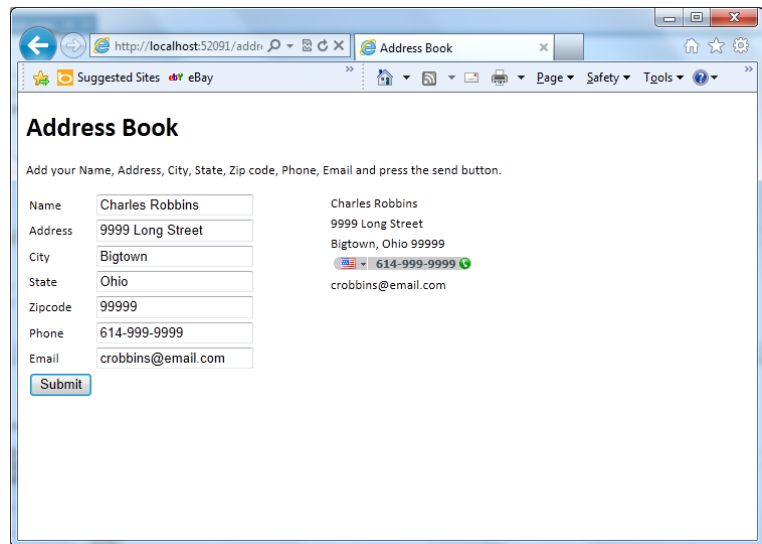 http://localhost:52091/addr
Address Book
Suggested Sites eBay
Page Safety Tools
Address Book
Add your Name, Address, City, State, Zip code, Phone, Email and press the send button.
Name Charles Robbins
Address 9999 Long Street
City Bigtown
State Ohio
Zipcode 99999
Phone 614-999-9999
Email crobbins@email.com
Submit
Charles Robbins
9999 Long Street
Bigtown, Ohio 99999
614-999-9999
crobbins@email.com